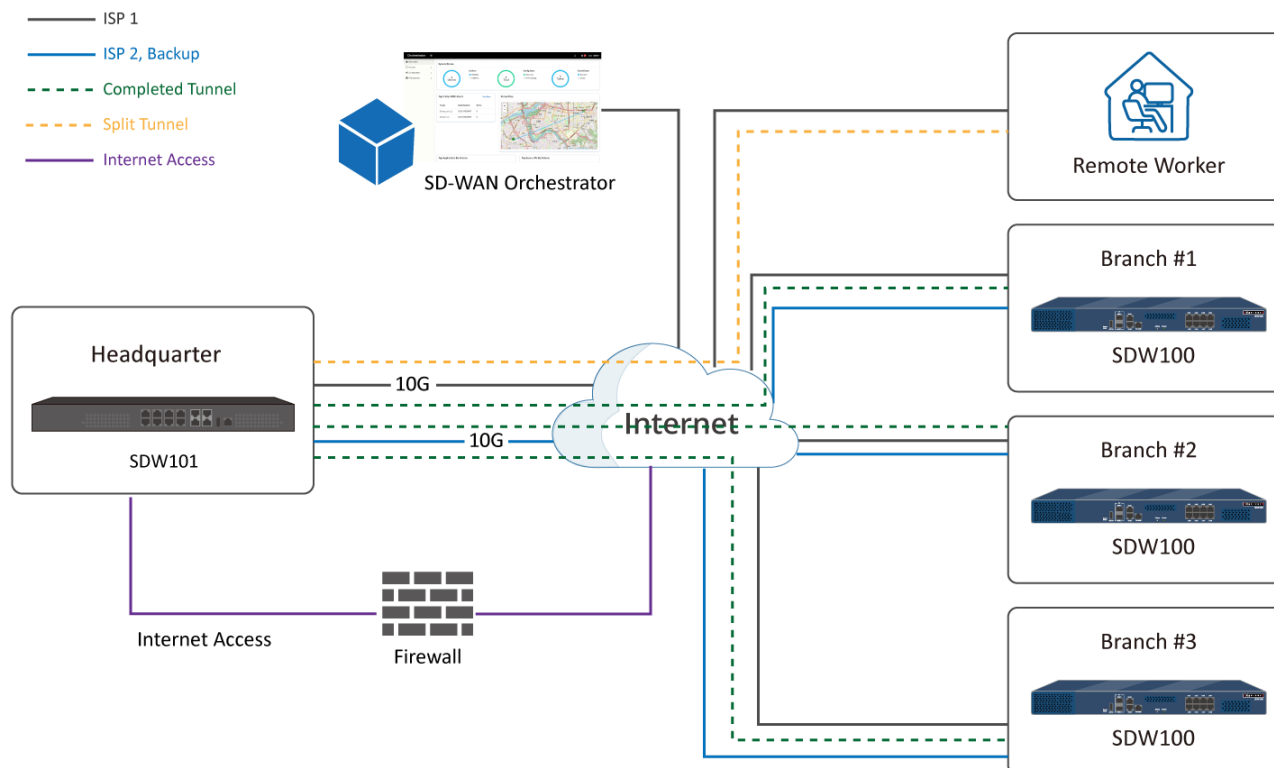 ISP 1
ISP 2, Backup
Completed Tunnel
Split Tunnel
Internet Access
SD-WAN Orchestrator
Remote Worker
Branch #1
SDW100
Headquarter
10G
Internet
10G
SDW101
Branch #2
SDW100
Internet Access
Firewall
Branch #3
SDW100